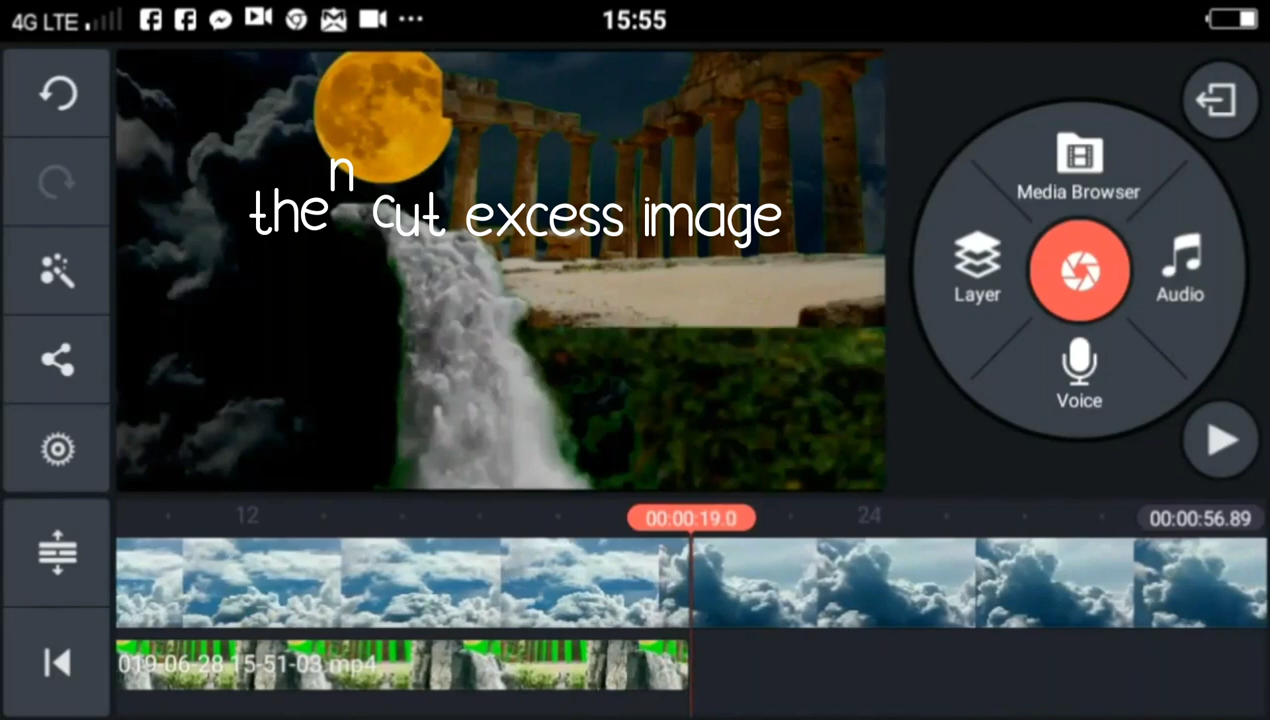 4G LTE 15:55
Media Browser
Layer
Audio
Voice
then cut excess image
12 00:00:19.0 24 00:00:56.89
019-06-28 15-51-03.mp4